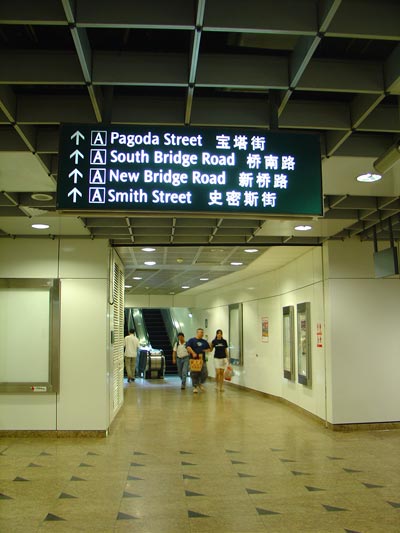 ↑ A Pagoda Street 宝塔街
↑ A South Bridge Road 桥南路
↑ A New Bridge Road 新桥路
↑ A Smith Street 史密斯街